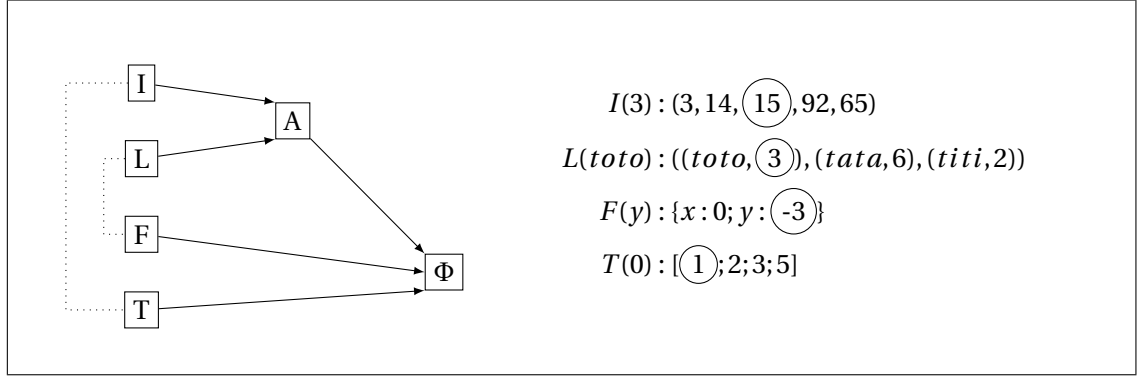 I
A
L
F
Φ
T
I(3) : (3, 14, 15, 92, 65)
L(toto) : ((toto, 3), (tata,6), (titi,2))
F(y) : {x : 0; y : -3}
T(0) : [1;2;3;5]